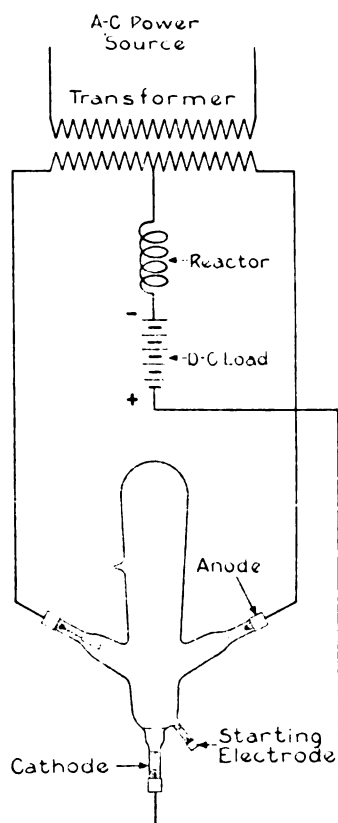 A-C Power
Source
Transformer
Reactor
-
D-C Load
+
Anode
Starting
Electrode
Cathode